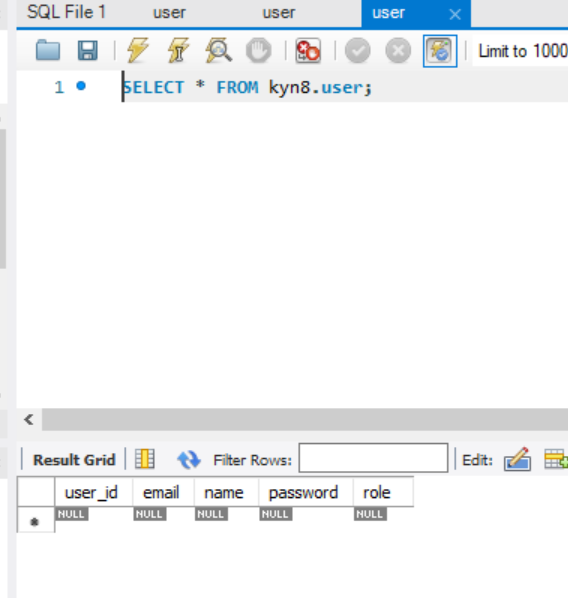 SQL File 1 user user user
Limit to 1000
1 SELECT * FROM kyn8.user;
Result Grid Filter Rows: Edit:
user_id email name password role
NULL NULL NULL NULL NULL